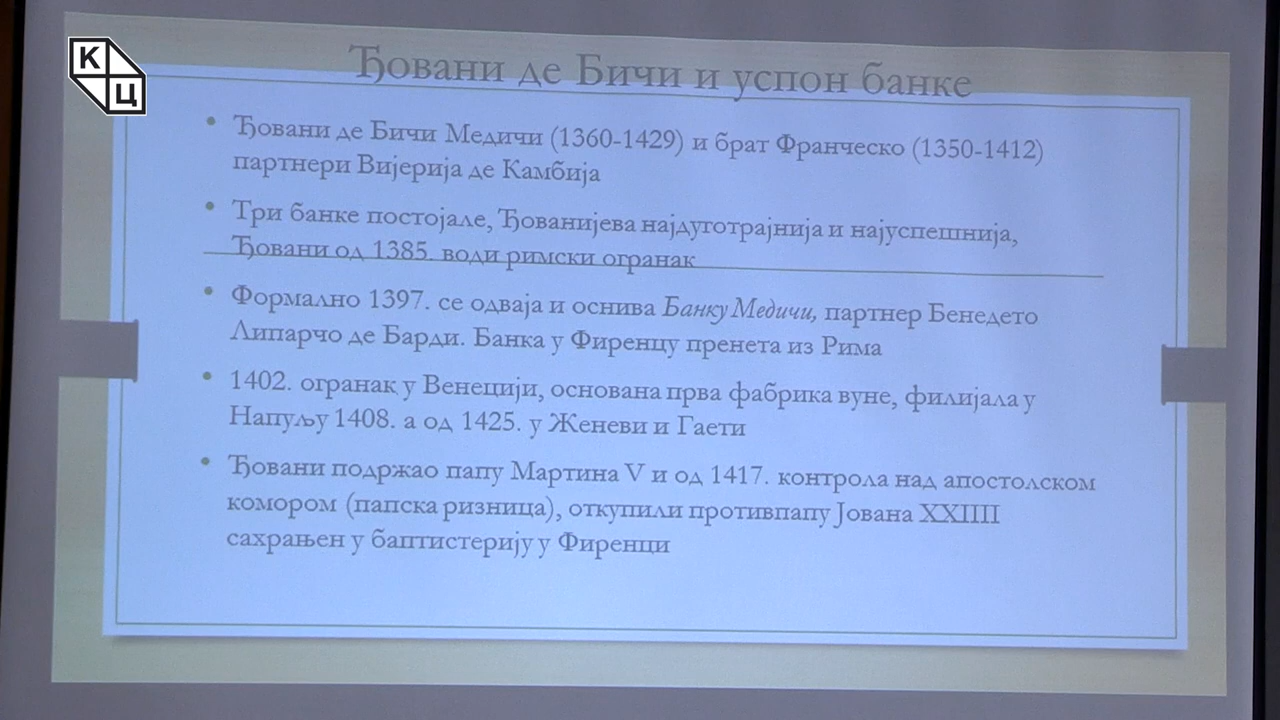 К
Ц
Ђовани де Бичи и успон банке
Ђовани де Бичи Медичи (1360-1429) и брат Франческо (1350-1412)
партнери Вијерија де Камбија
Три банке постојале, Ђованијева најдуготрајнија и најуспешнија,
Ђовани од 1385. води римски огранак
Формално 1397. се одваја и оснива Банку Медичи, партнер Бенедето
Липарчо де Барди. Банка у Фиренцу пренета из Рима
1402. огранак у Венецији, основана прва фабрика вуне, филијала у
Напуљу 1408. а од 1425. у Женеви и Гаети
Ђовани подржао папу Мартина V и од 1417. контрола над апостолском
комором (папска ризница), откупили противпапу Јована XXIIII
сахрањен у баптистерију у Фиренци